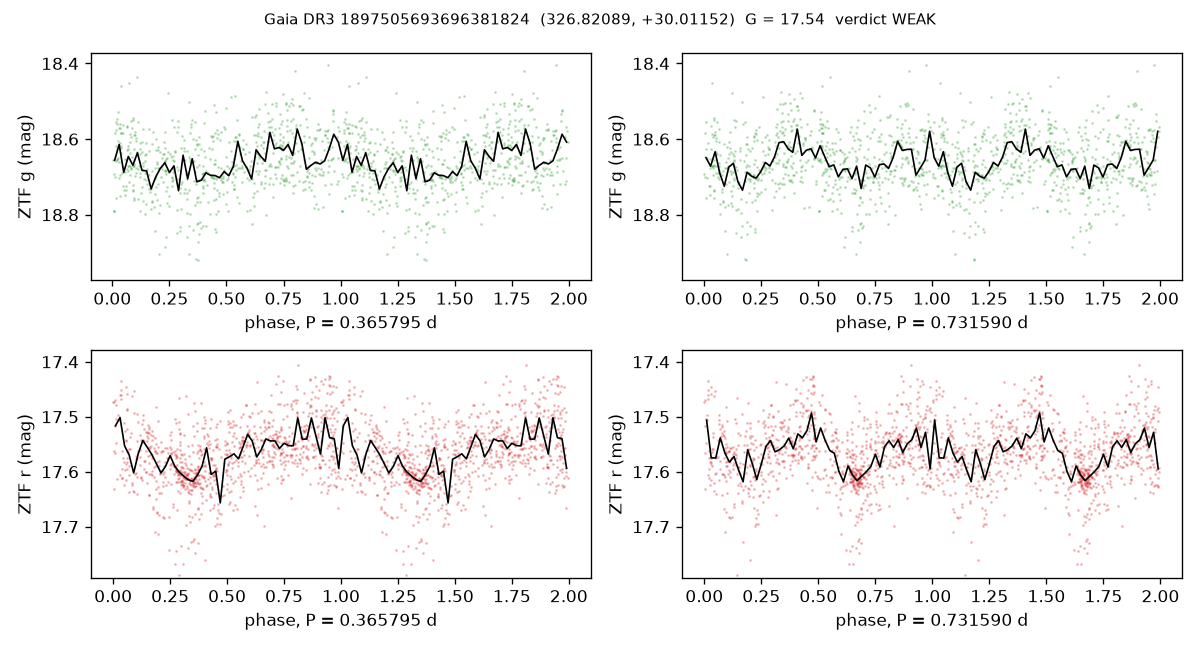 Gaia DR3 1897505693696381824 (326.82089, +30.01152) G = 17.54 verdict WEAK
ZTF g (mag)
18.4
18.6
18.8
0.00 0.25 0.50 0.75 1.00 1.25 1.50 1.75 2.00
phase, P = 0.365795 d
ZTF g (mag)
18.4
18.6
18.8
0.00 0.25 0.50 0.75 1.00 1.25 1.50 1.75 2.00
phase, P = 0.731590 d
ZTF r (mag)
17.4
17.5
17.6
17.7
0.00 0.25 0.50 0.75 1.00 1.25 1.50 1.75 2.00
phase, P = 0.365795 d
ZTF r (mag)
17.4
17.5
17.6
17.7
0.00 0.25 0.50 0.75 1.00 1.25 1.50 1.75 2.00
phase, P = 0.731590 d